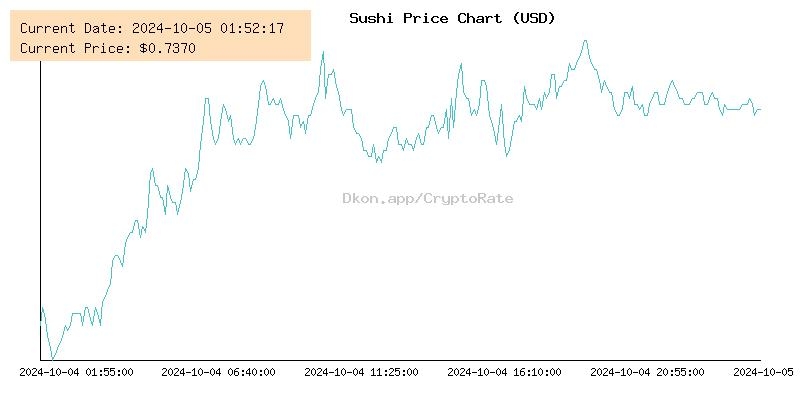 Sushi Price Chart (USD)
Current Date: 2024-10-05 01:52:17
Current Price: $0.7370
Dkon.app/CryptoRate
2024-10-04 01:55:00 2024-10-04 06:40:00 2024-10-04 11:25:00 2024-10-04 16:10:00 2024-10-04 20:55:00 2024-10-05